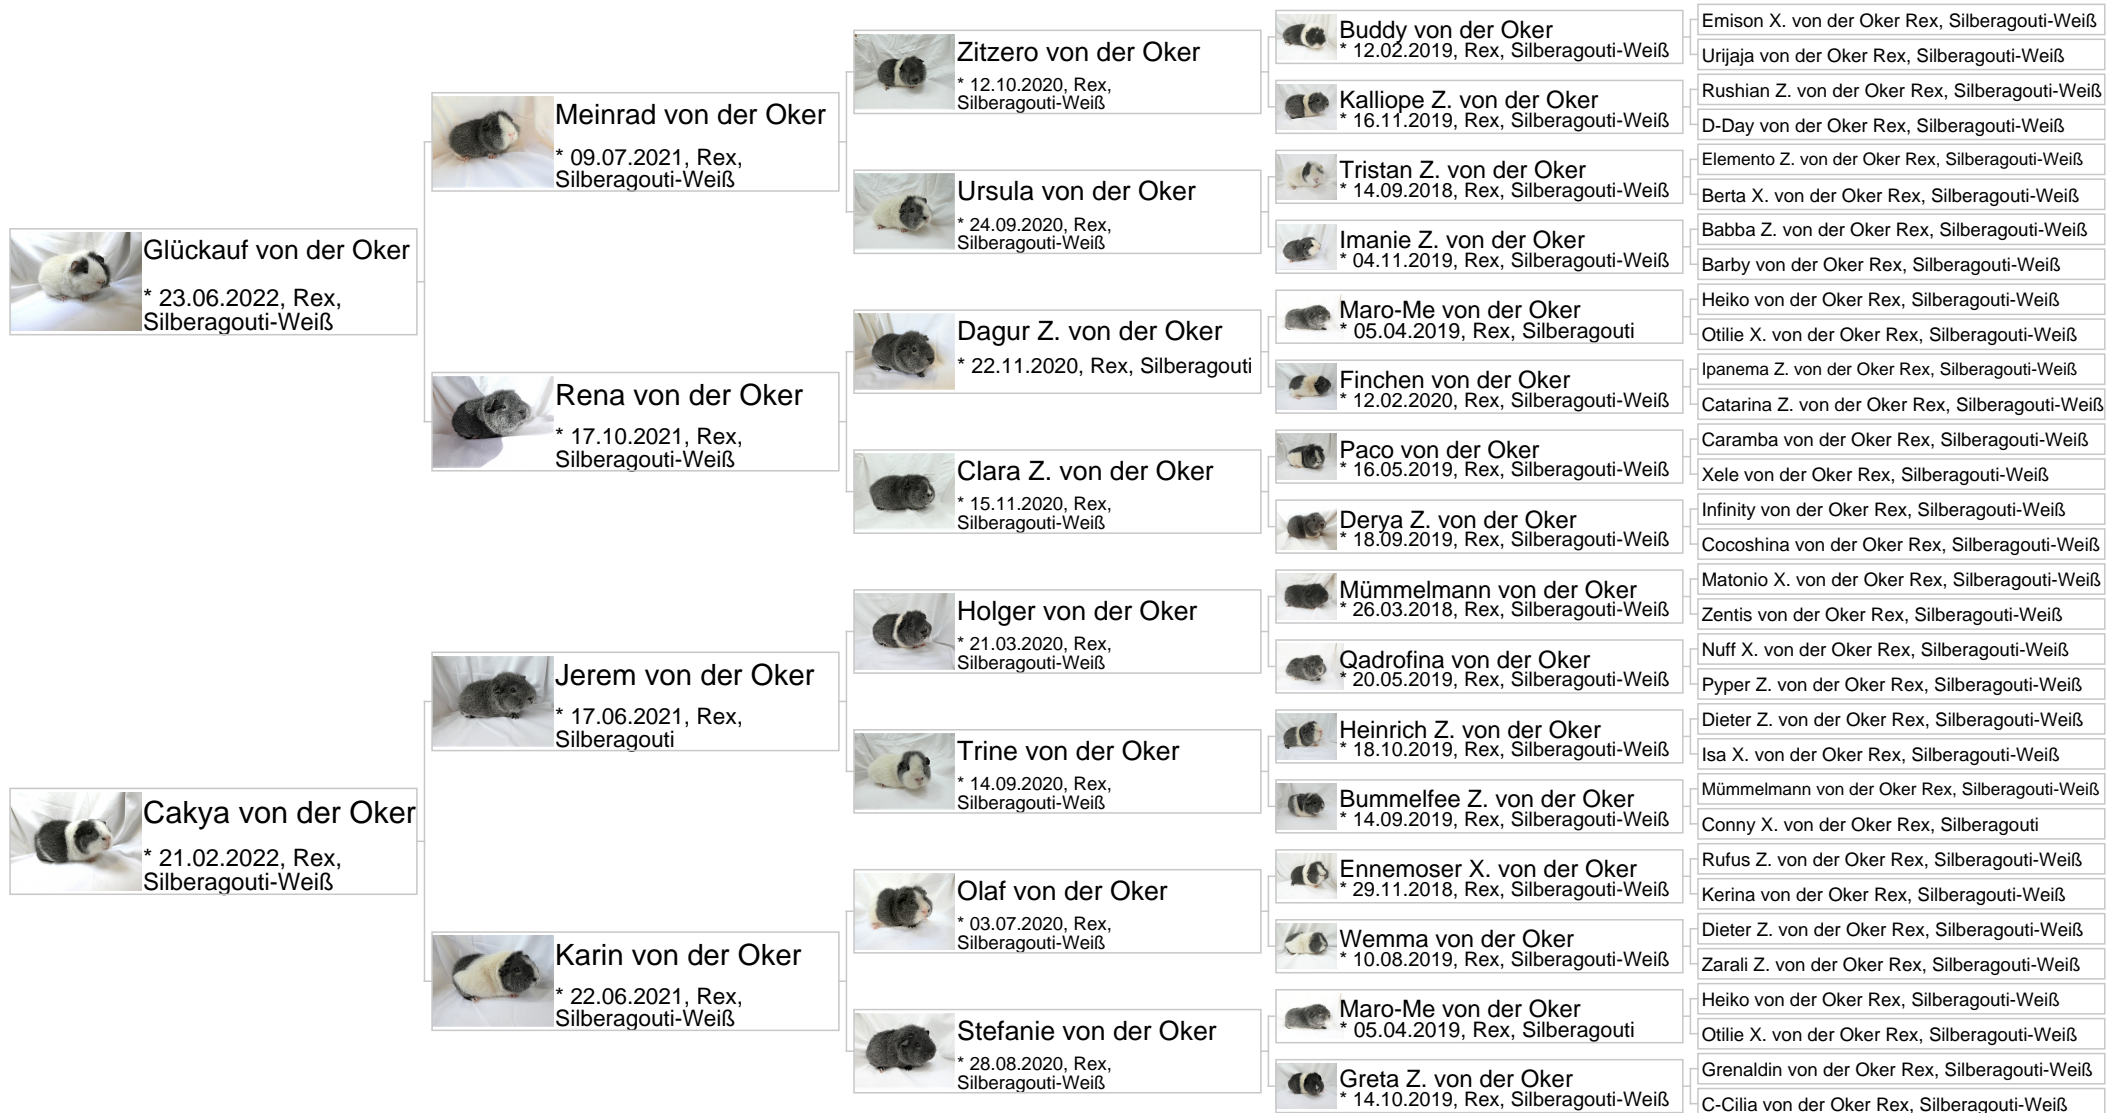 Glückauf von der Oker
* 23.06.2022, Rex,
Silberagouti-Weiß
Cakya von der Oker
* 21.02.2022, Rex,
Silberagouti-Weiß
Meinrad von der Oker
* 09.07.2021, Rex,
Silberagouti-Weiß
Rena von der Oker
* 17.10.2021, Rex,
Silberagouti-Weiß
Jerem von der Oker
* 17.06.2021, Rex,
Silberagouti
Karin von der Oker
* 22.06.2021, Rex,
Silberagouti-Weiß
Zitzero von der Oker
* 12.10.2020, Rex,
Silberagouti-Weiß
Ursula von der Oker
* 24.09.2020, Rex,
Silberagouti-Weiß
Dagur Z. von der Oker
* 22.11.2020, Rex, Silberagouti
Clara Z. von der Oker
* 15.11.2020, Rex,
Silberagouti-Weiß
Holger von der Oker
* 21.03.2020, Rex,
Silberagouti-Weiß
Trine von der Oker
* 14.09.2020, Rex,
Silberagouti-Weiß
Olaf von der Oker
* 03.07.2020, Rex,
Silberagouti-Weiß
Stefanie von der Oker
* 28.08.2020, Rex,
Silberagouti-Weiß
Buddy von der Oker
* 12.02.2019, Rex, Silberagouti-Weiß
Kalliope Z. von der Oker
* 16.11.2019, Rex, Silberagouti-Weiß
Tristan Z. von der Oker
* 14.09.2018, Rex, Silberagouti-Weiß
Imanie Z. von der Oker
* 04.11.2019, Rex, Silberagouti-Weiß
Maro-Me von der Oker
* 05.04.2019, Rex, Silberagouti
Finchen von der Oker
* 12.02.2020, Rex, Silberagouti-Weiß
Paco von der Oker
* 16.05.2019, Rex, Silberagouti-Weiß
Derya Z. von der Oker
* 18.09.2019, Rex, Silberagouti-Weiß
Mümmelmann von der Oker
* 26.03.2018, Rex, Silberagouti-Weiß
Qadrofina von der Oker
* 20.05.2019, Rex, Silberagouti-Weiß
Heinrich Z. von der Oker
* 18.10.2019, Rex, Silberagouti-Weiß
Bummelfee Z. von der Oker
* 14.09.2019, Rex, Silberagouti-Weiß
Ennemoser X. von der Oker
* 29.11.2018, Rex, Silberagouti-Weiß
Wemma von der Oker
* 10.08.2019, Rex, Silberagouti-Weiß
Maro-Me von der Oker
* 05.04.2019, Rex, Silberagouti
Greta Z. von der Oker
* 14.10.2019, Rex, Silberagouti-Weiß
Emison X. von der Oker Rex, Silberagouti-Weiß
Urijaja von der Oker Rex, Silberagouti-Weiß
Rushian Z. von der Oker Rex, Silberagouti-Weiß
D-Day von der Oker Rex, Silberagouti-Weiß
Elemento Z. von der Oker Rex, Silberagouti-Weiß
Berta X. von der Oker Rex, Silberagouti-Weiß
Babba Z. von der Oker Rex, Silberagouti-Weiß
Barby von der Oker Rex, Silberagouti-Weiß
Heiko von der Oker Rex, Silberagouti-Weiß
Otilie X. von der Oker Rex, Silberagouti-Weiß
Ipanema Z. von der Oker Rex, Silberagouti-Weiß
Catarina Z. von der Oker Rex, Silberagouti-Weiß
Caramba von der Oker Rex, Silberagouti-Weiß
Xele von der Oker Rex, Silberagouti-Weiß
Infinity von der Oker Rex, Silberagouti-Weiß
Cocoshina von der Oker Rex, Silberagouti-Weiß
Matonio X. von der Oker Rex, Silberagouti-Weiß
Zentis von der Oker Rex, Silberagouti-Weiß
Nuff X. von der Oker Rex, Silberagouti-Weiß
Pyper Z. von der Oker Rex, Silberagouti-Weiß
Dieter Z. von der Oker Rex, Silberagouti-Weiß
Isa X. von der Oker Rex, Silberagouti-Weiß
Mümmelmann von der Oker Rex, Silberagouti-Weiß
Conny X. von der Oker Rex, Silberagouti
Rufus Z. von der Oker Rex, Silberagouti-Weiß
Kerina von der Oker Rex, Silberagouti-Weiß
Dieter Z. von der Oker Rex, Silberagouti-Weiß
Zarali Z. von der Oker Rex, Silberagouti-Weiß
Heiko von der Oker Rex, Silberagouti-Weiß
Otilie X. von der Oker Rex, Silberagouti-Weiß
Grenaldin von der Oker Rex, Silberagouti-Weiß
C-Cilia von der Oker Rex, Silberagouti-Weiß